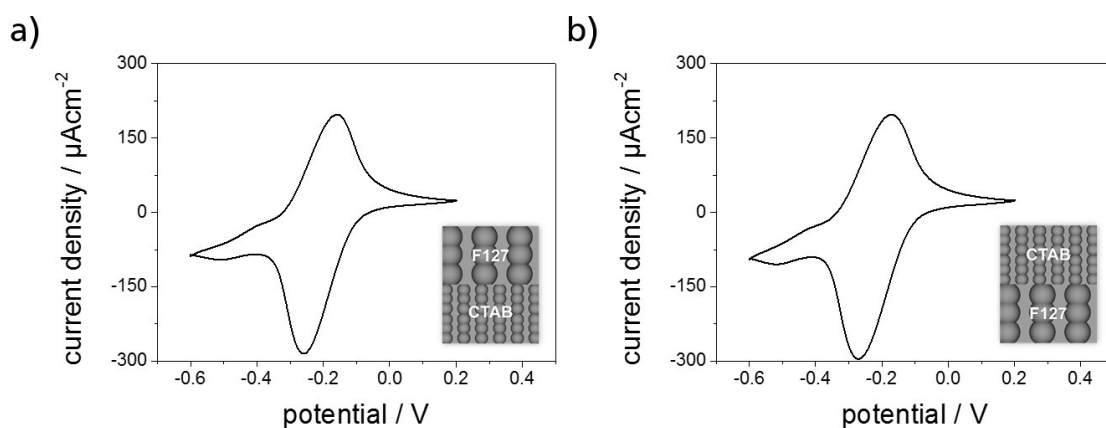 a)
300
150
0
-150
-300
current density / µAcm⁻²
-0.6 -0.4 -0.2 0.0 0.2 0.4
potential / V
F127
CTAB
b)
300
150
0
-150
-300
current density / µAcm⁻²
-0.6 -0.4 -0.2 0.0 0.2 0.4
potential / V
CTAB
F127